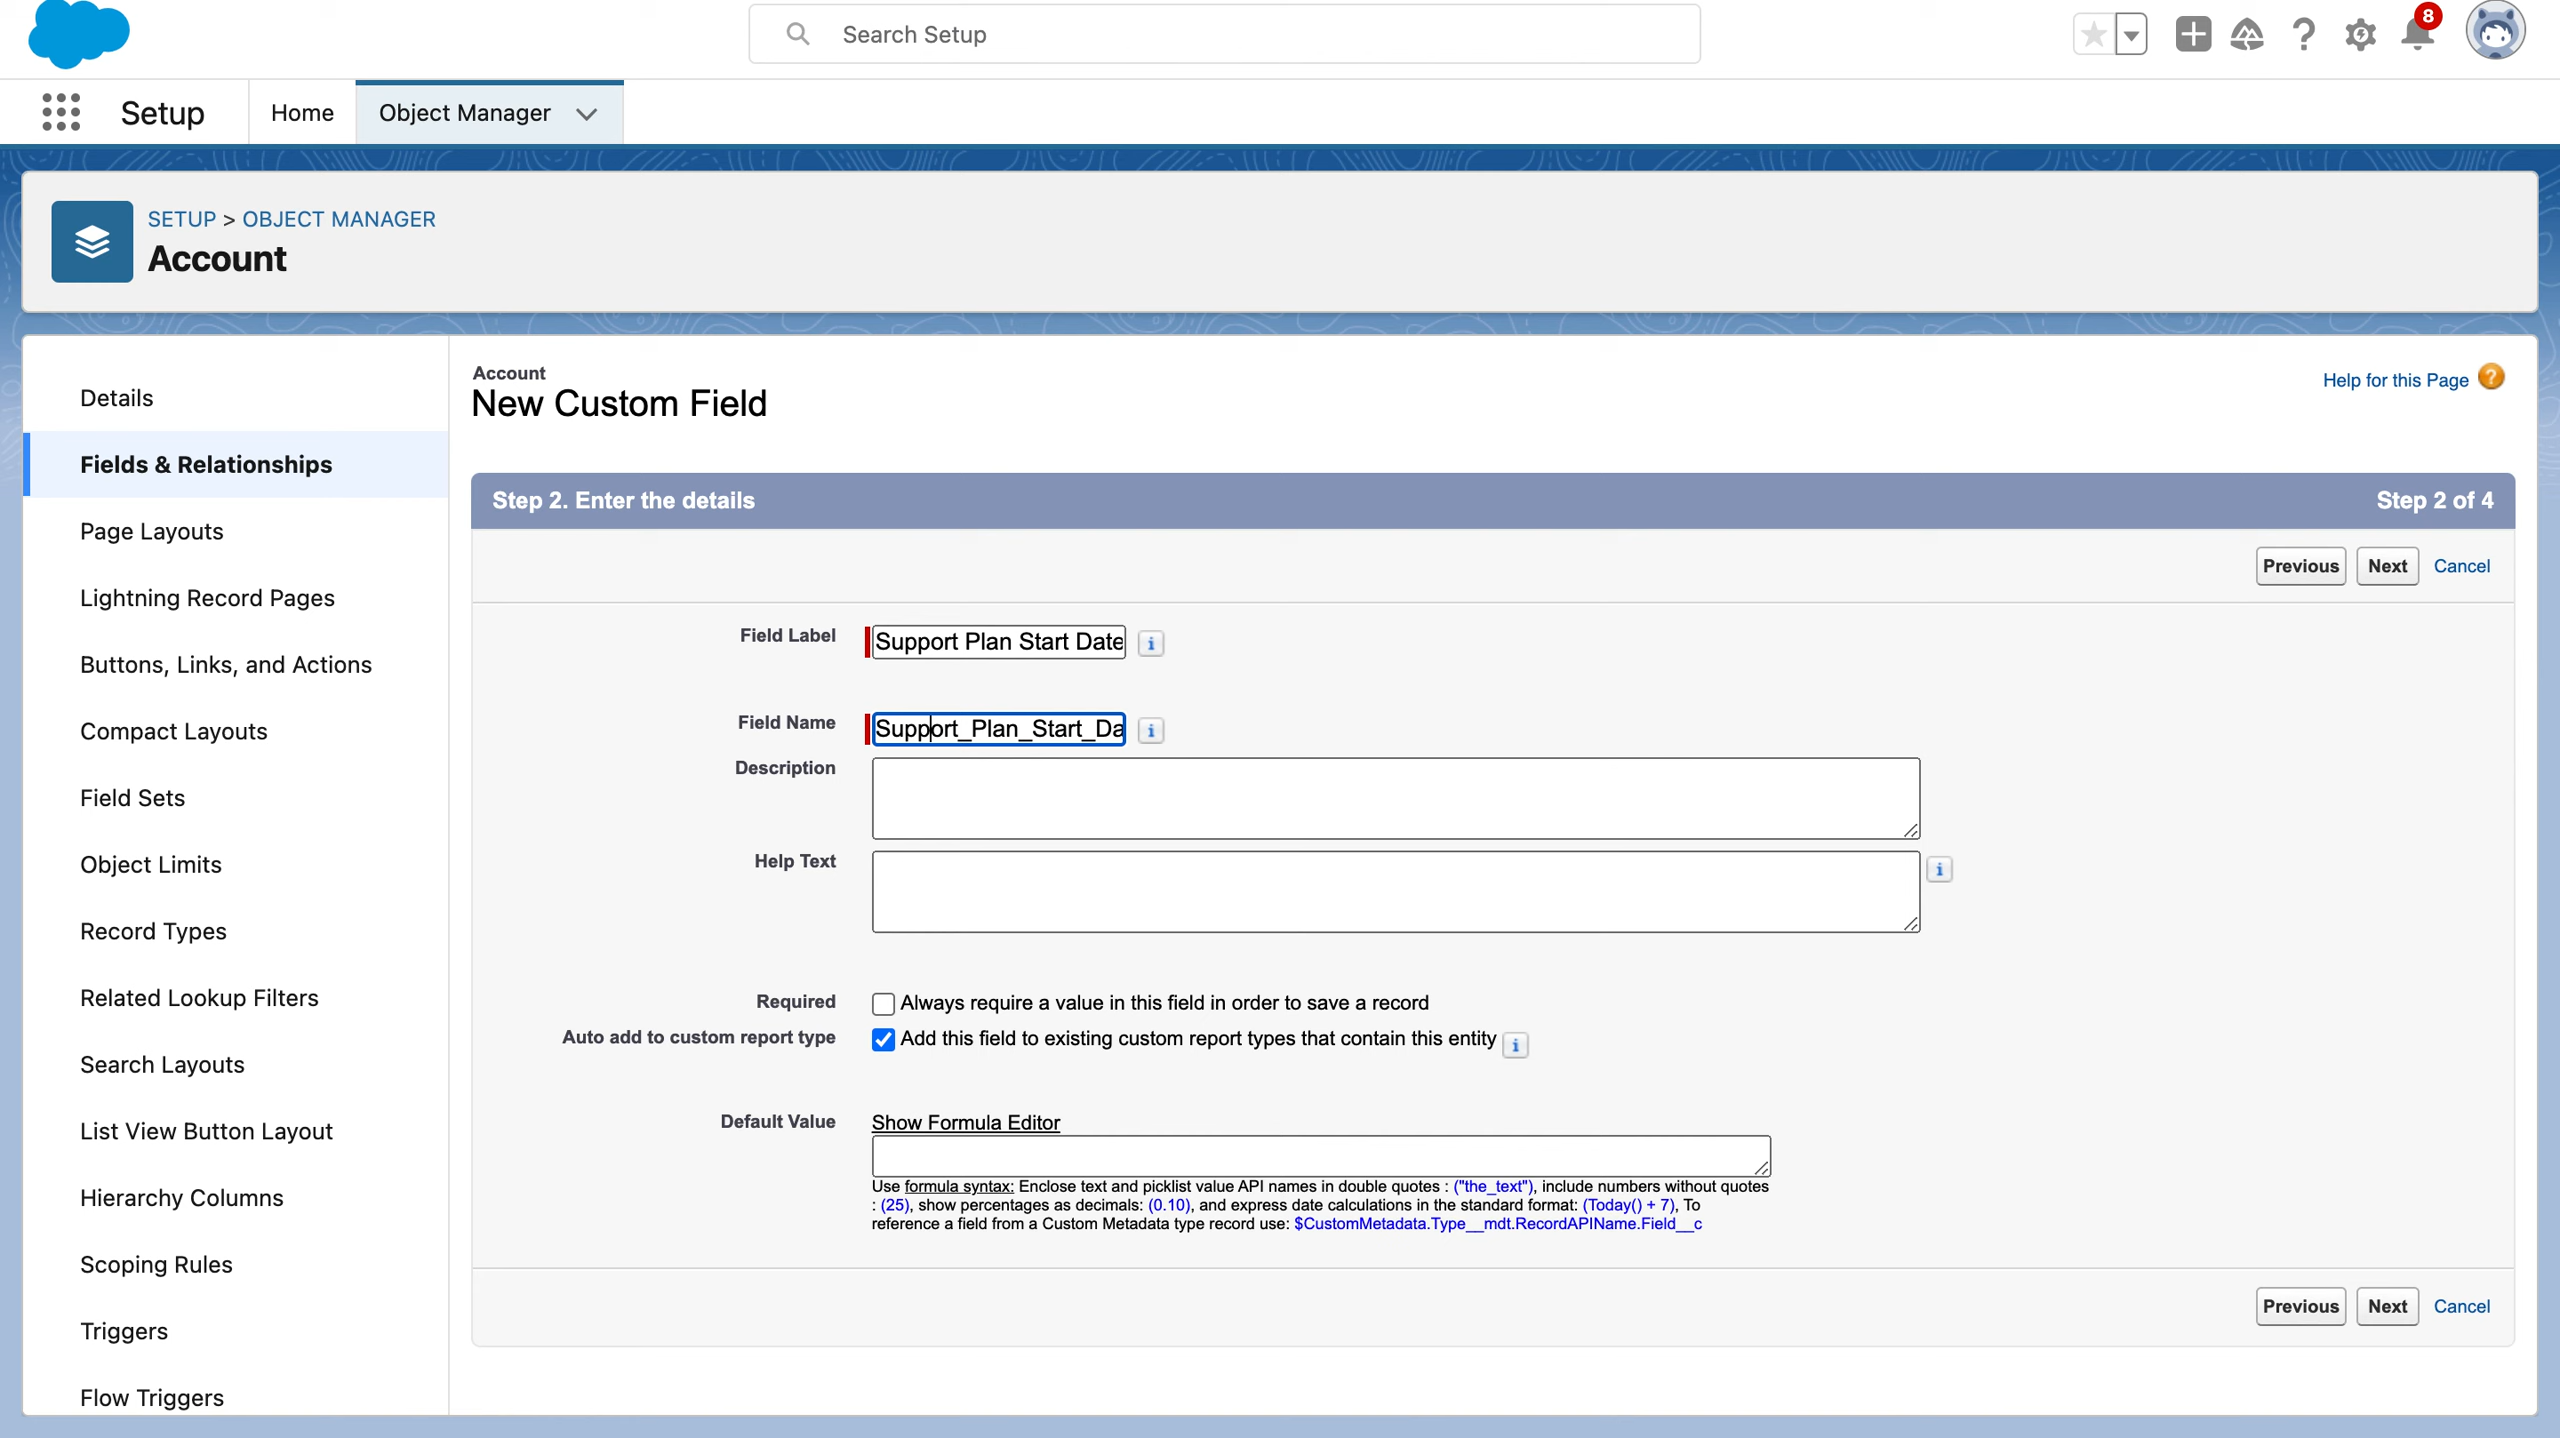 Search Setup
8
Setup
Home
Object Manager
SETUP > OBJECT MANAGER
Account
Details
Fields & Relationships
Page Layouts
Lightning Record Pages
Buttons, Links, and Actions
Compact Layouts
Field Sets
Object Limits
Record Types
Related Lookup Filters
Search Layouts
List View Button Layout
Hierarchy Columns
Scoping Rules
Triggers
Flow Triggers
Account
New Custom Field
Help for this Page ?
Step 2. Enter the details
Step 2 of 4
Previous Next Cancel
Field Label Support Plan Start Date i
Field Name Support_Plan_Start_Da i
Description
Help Text i
Required Always require a value in this field in order to save a record
Auto add to custom report type Add this field to existing custom report types that contain this entity i
Default Value Show Formula Editor
Use formula syntax: Enclose text and picklist value API names in double quotes : ("the_text"), include numbers without quotes
: (25), show percentages as decimals: (0.10), and express date calculations in the standard format: (Today() + 7), To
reference a field from a Custom Metadata type record use: $CustomMetadata.Type__mdt.RecordAPIName.Field__c
Previous Next Cancel